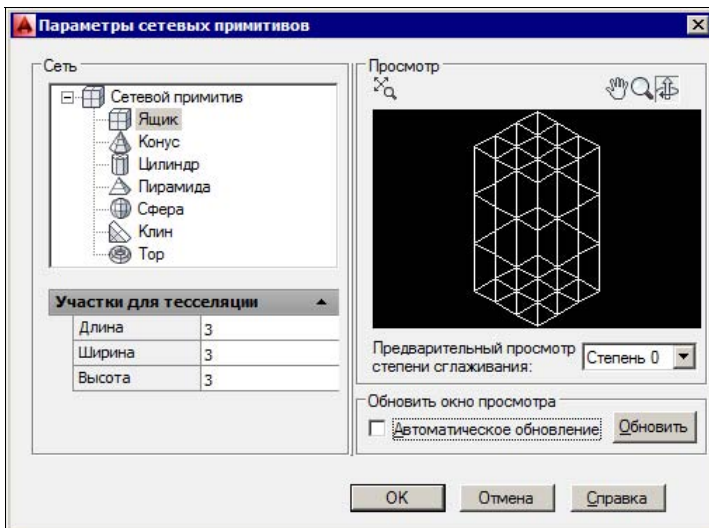 Параметры сетевых примитивов
Сеть
Сетевой примитив
Ящик
Конус
Цилиндр
Пирамида
Сфера
Клин
Тор
Участки для тесселяции
Длина 3
Ширина 3
Высота 3
Просмотр
Предварительный просмотр
степени сглаживания:
Степень 0
Обновить окно просмотра
Автоматическое обновление
Обновить
OK
Отмена
Справка